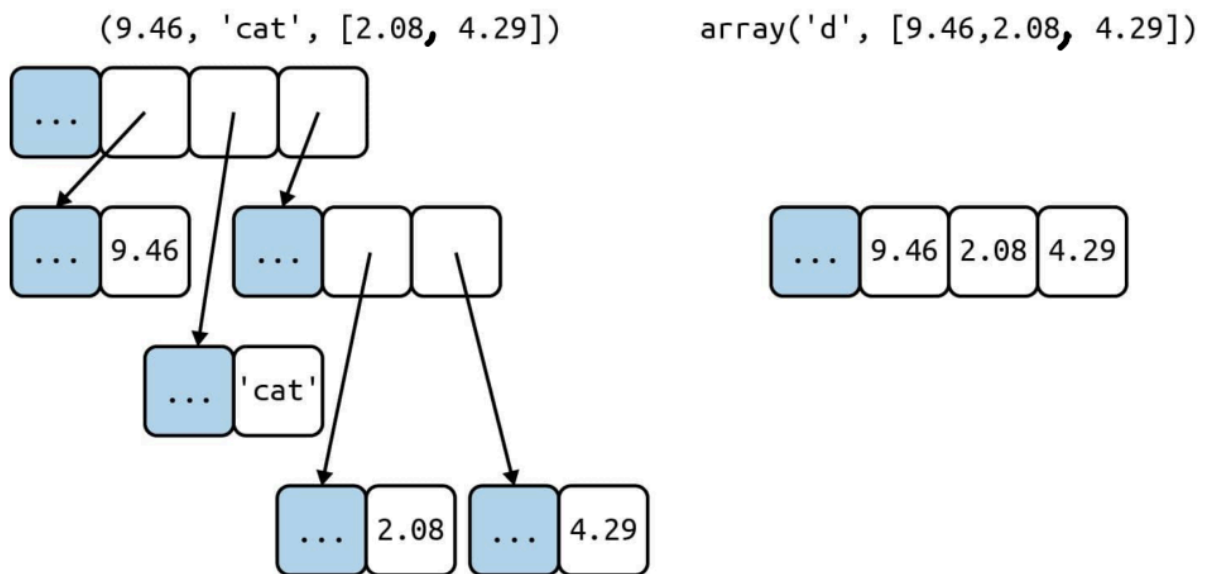 (9.46, 'cat', [2.08, 4.29])
array('d', [9.46,2.08, 4.29])
...
... 9.46
...
... 9.46 2.08 4.29
... 'cat'
... 2.08
... 4.29